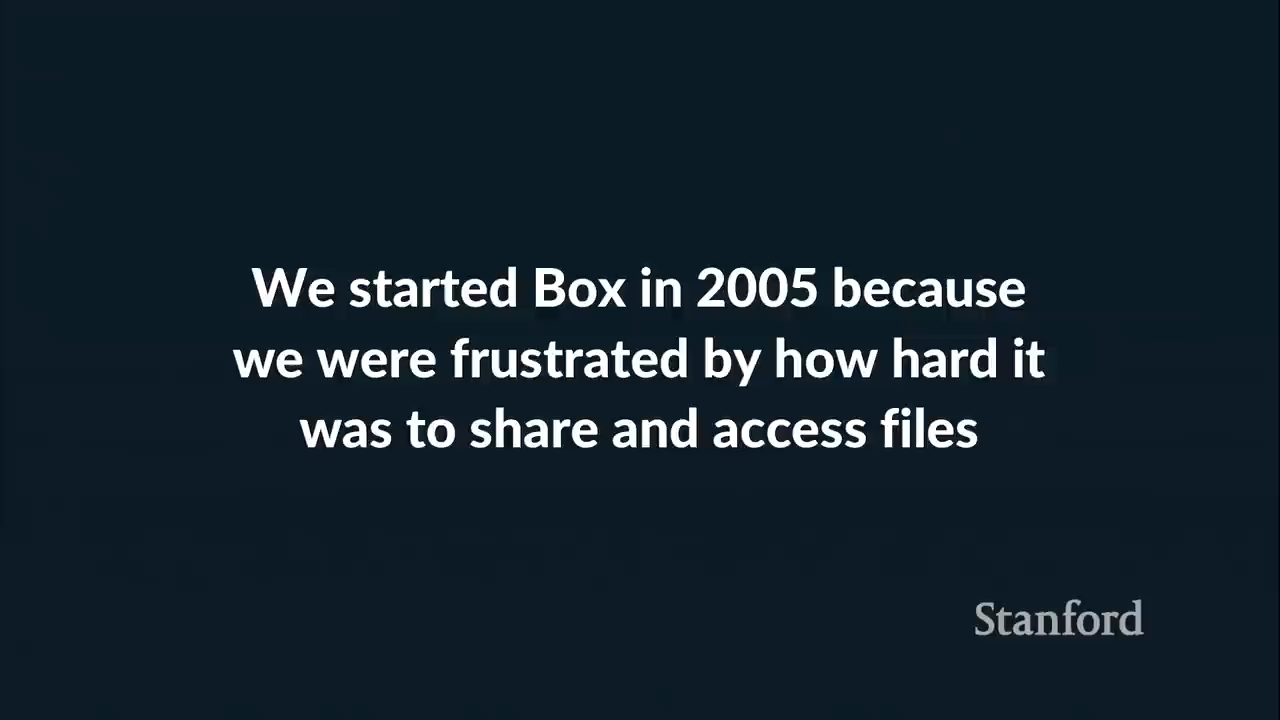 We started Box in 2005 because
we were frustrated by how hard it
was to share and access files
Stanford